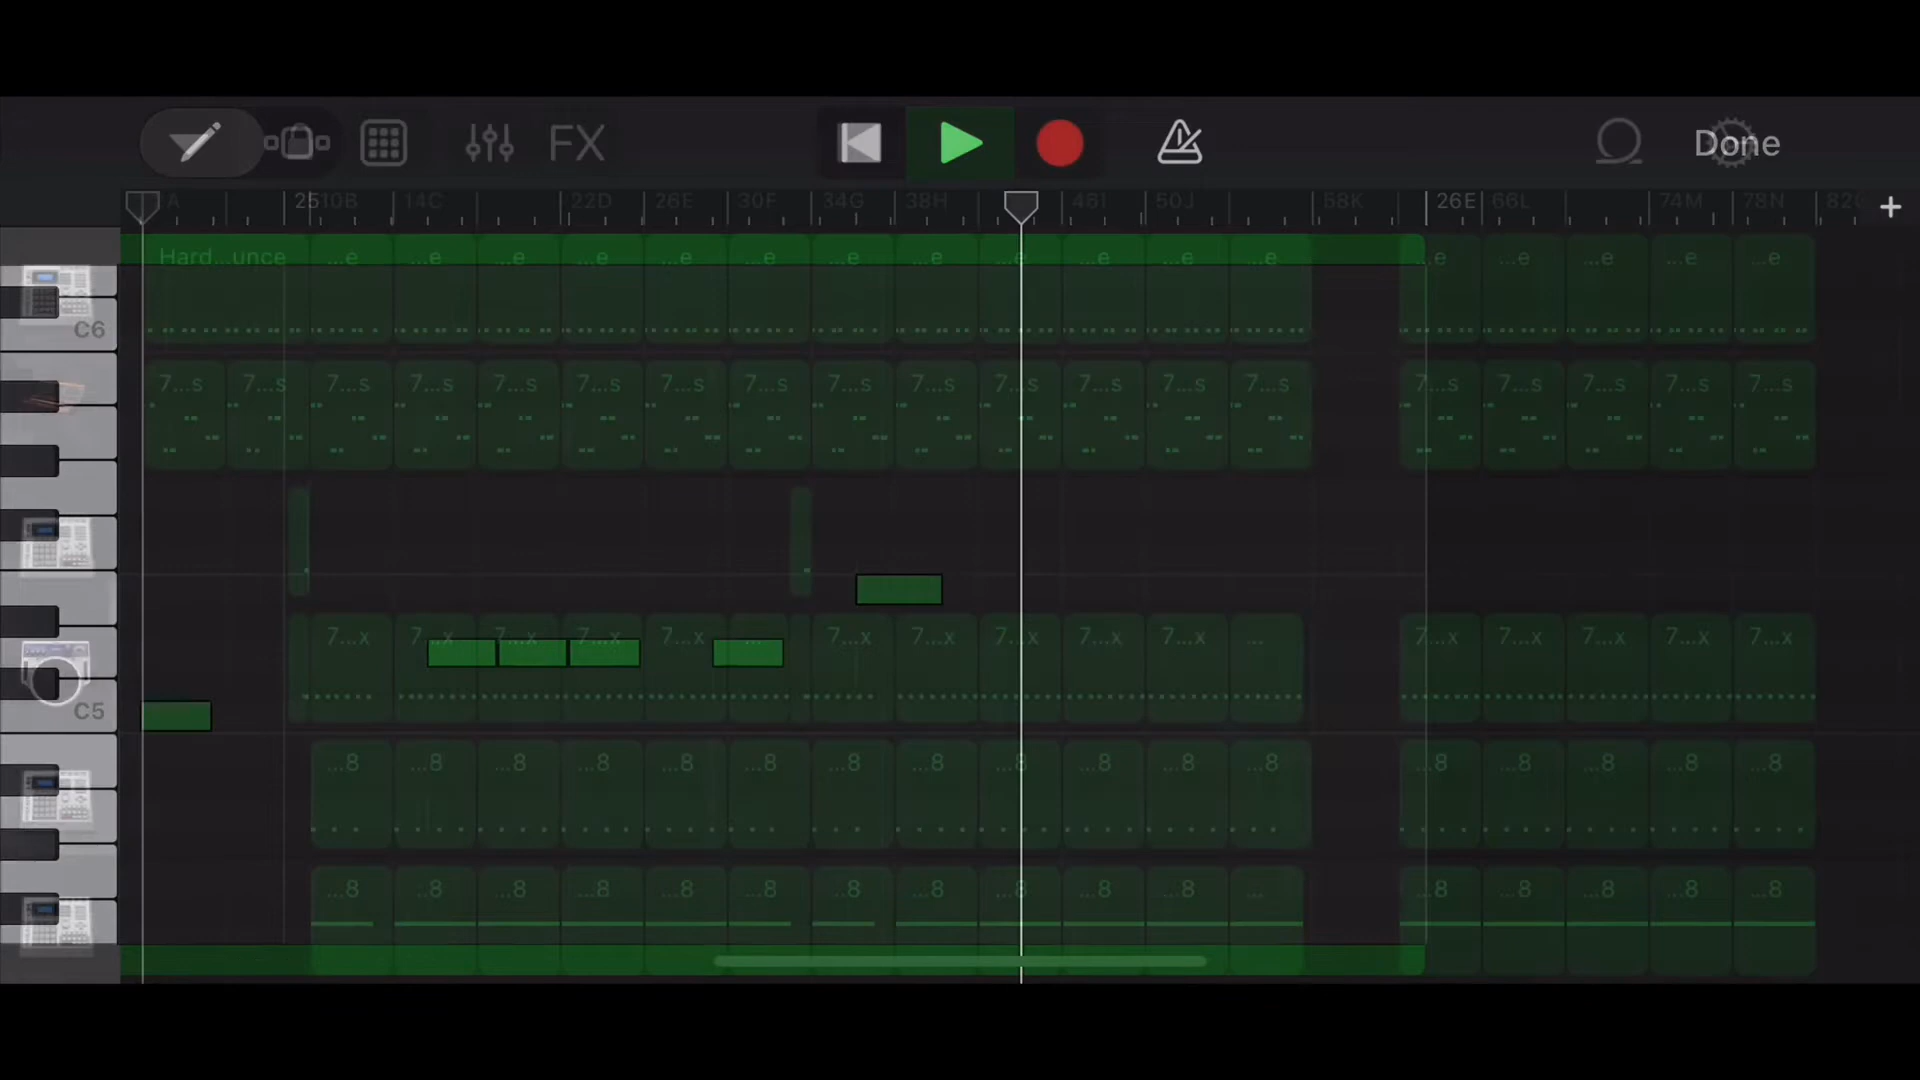 FX Done
A 25 10B 14C 22D 26E 30F 34G 38H 48I 50J 58K 26E 66L 74M 78N
Hard...unce ...e ...e ...e ...e ...e ...e ...e ...e ...e ...e ...e ...e ...e ...e ...e ...e ...e
C6
7...s 7...s 7...s 7...s 7...s 7...s 7...s 7...s 7...s 7...s 7...s 7...s 7...s 7...s 7...s 7...s 7...s 7...s 7...s
7...x 7...x 7...x 7...x 7...x ... 7...x 7...x 7...x 7...x 7...x ... 7...x 7...x 7...x 7...x 7...x
C5
...8 ...8 ...8 ...8 ...8 ...8 ...8 ...8 ...8 ...8 ...8 ...8 ...8 ...8 ...8 ...8 ...8
...8 ...8 ...8 ...8 ...8 ...8 ...8 ...8 ...8 ...8 ...8 ... ...8 ...8 ...8 ...8 ...8